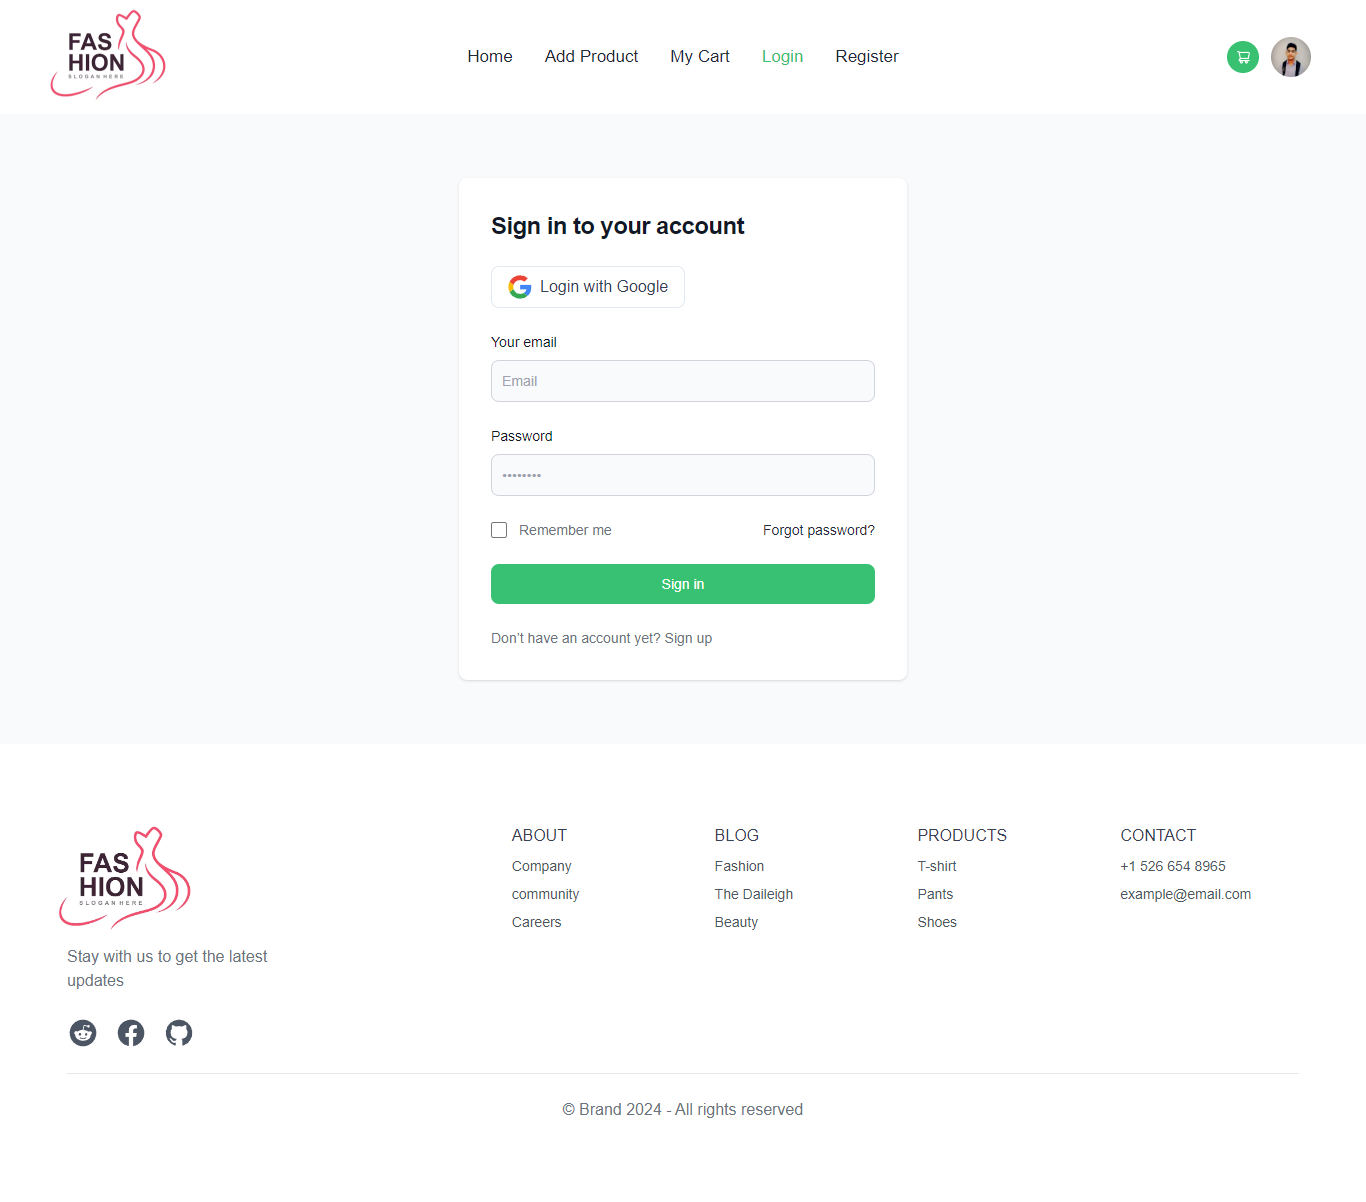 FAS
HION
SLOGAN HERE
Home Add Product My Cart Login Register
Sign in to your account
Login with Google
Your email
Email
Password
••••••••
Remember me Forgot password?
Sign in
Don’t have an account yet? Sign up
FAS
HION
SLOGAN HERE
Stay with us to get the latest
updates
ABOUT
Company
community
Careers
BLOG
Fashion
The Daileigh
Beauty
PRODUCTS
T-shirt
Pants
Shoes
CONTACT
+1 526 654 8965
example@email.com
© Brand 2024 - All rights reserved